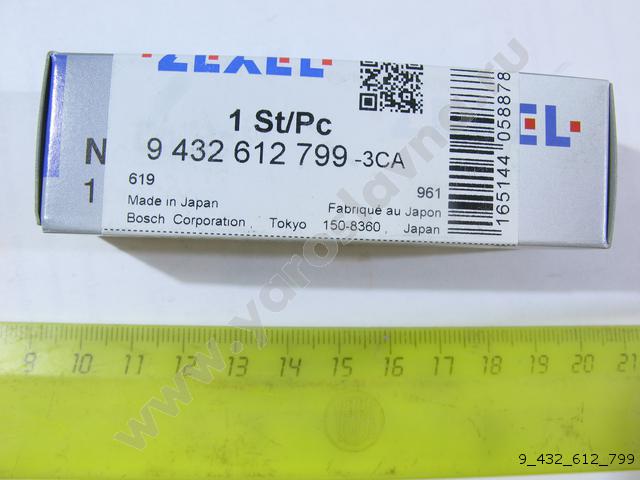 ZEXEL
1 St/Pc
9 432 612 799 -3CA
619
961
Made in Japan
Fabriqué au Japon
Bosch Corporation, Tokyo 150-8360, Japan
165144 058878
N
1
EL
9 10 11 12 13 14 15 16 17 18 19 20 21
www.yaroslavna.ru
9_432_612_799